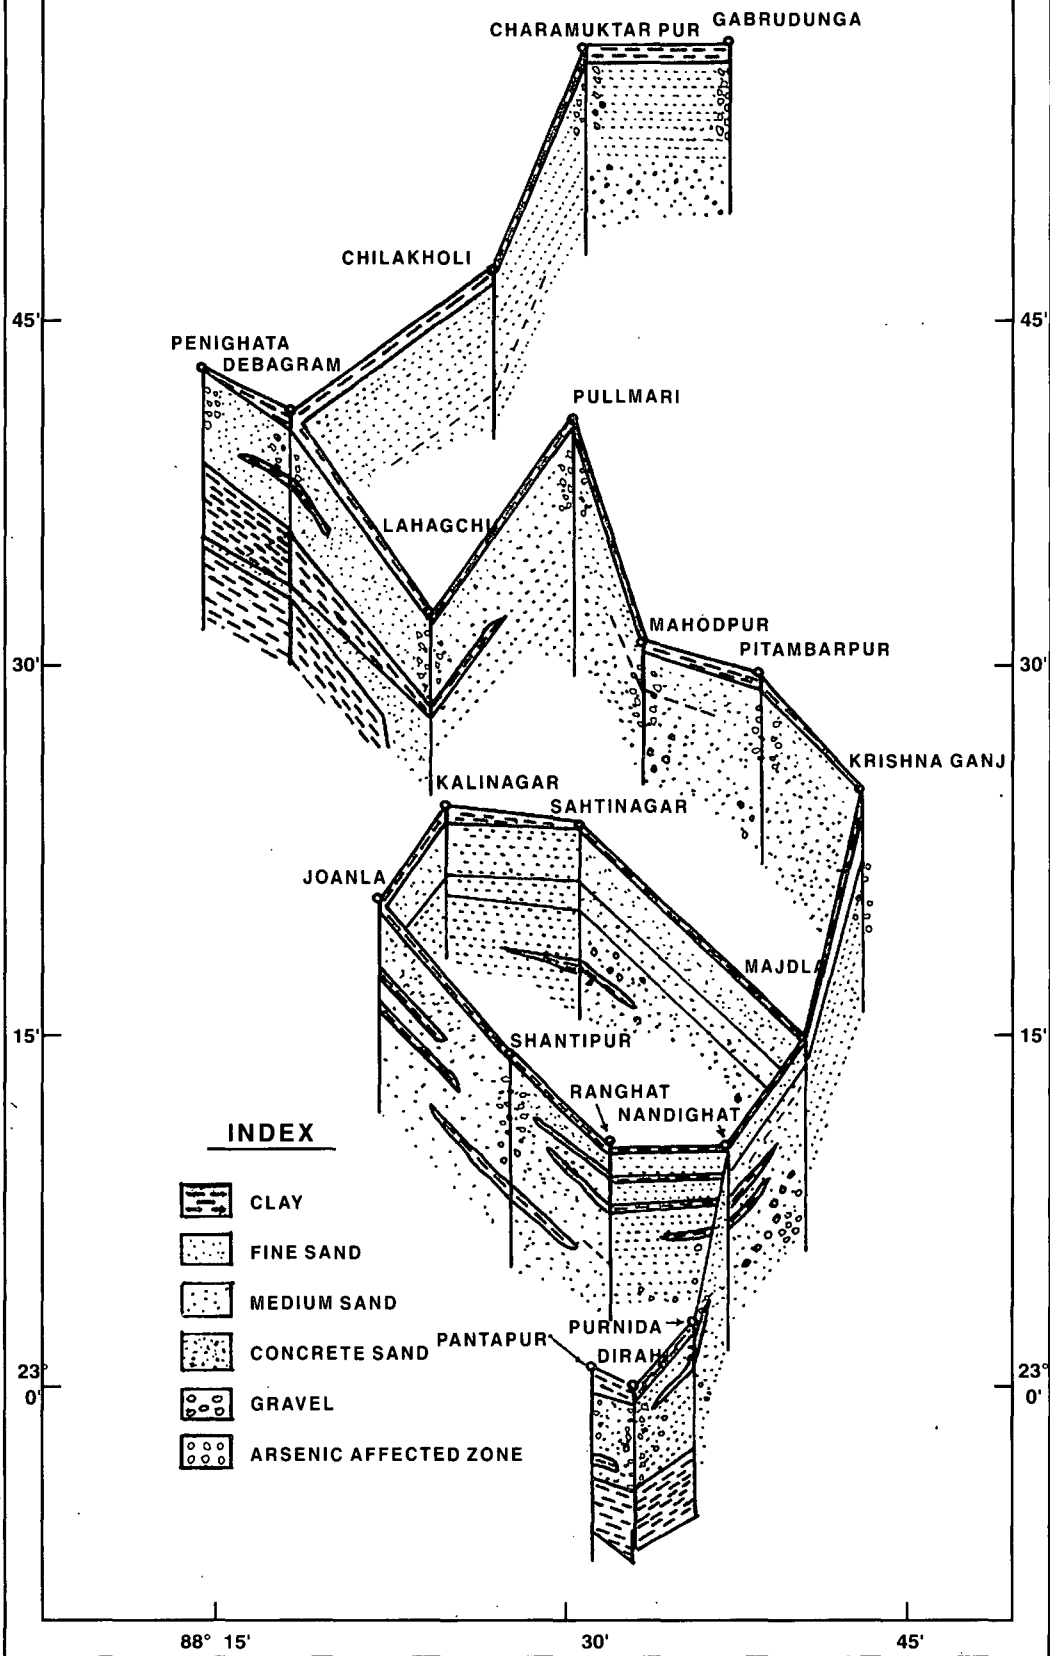 CHARAMUKTAR PUR GABRUDUNGA
CHILAKHOLI
45' 45'
PENIGHATA
DEBAGRAM
PULLMARI
LAHAGCHI
MAHODPUR
30' 30'
PITAMBARPUR
KRISHNA GANJ
KALINAGAR
SAHTINAGAR
JOANLA
MAJDLA
15' 15'
SHANTIPUR
RANGHAT
NANDIGHAT
INDEX
CLAY
FINE SAND
MEDIUM SAND
PURNIDA
PANTAPUR
CONCRETE SAND
DIRAHI
23° 0' 23° 0'
GRAVEL
ARSENIC AFFECTED ZONE
88° 15' 30' 45'